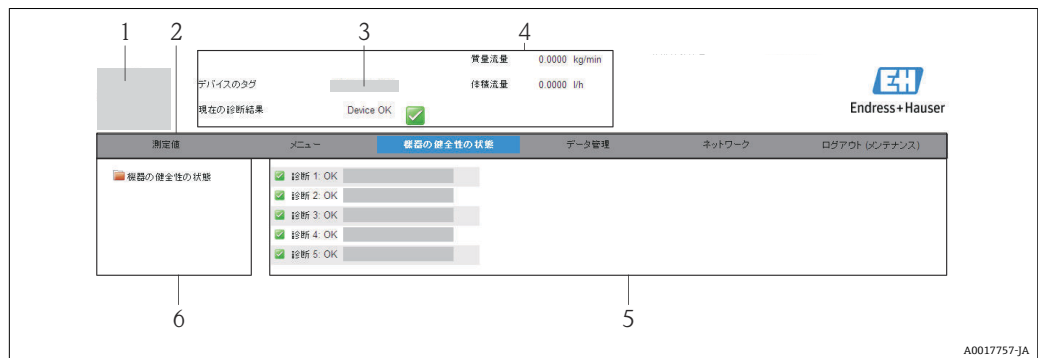 1 2 3 4
質量流量 0.0000 kg/min
デバイスのタグ 体積流量 0.0000 l/h
現在の診断結果 Device OK
EH
Endress+Hauser
測定値 メニュー 機器の健全性の状態 データ管理 ネットワーク ログアウト (メンテナンス)
機器の健全性の状態 診断 1: OK
診断 2: OK
診断 3: OK
診断 4: OK
診断 5: OK
6 5
A0017757-JA